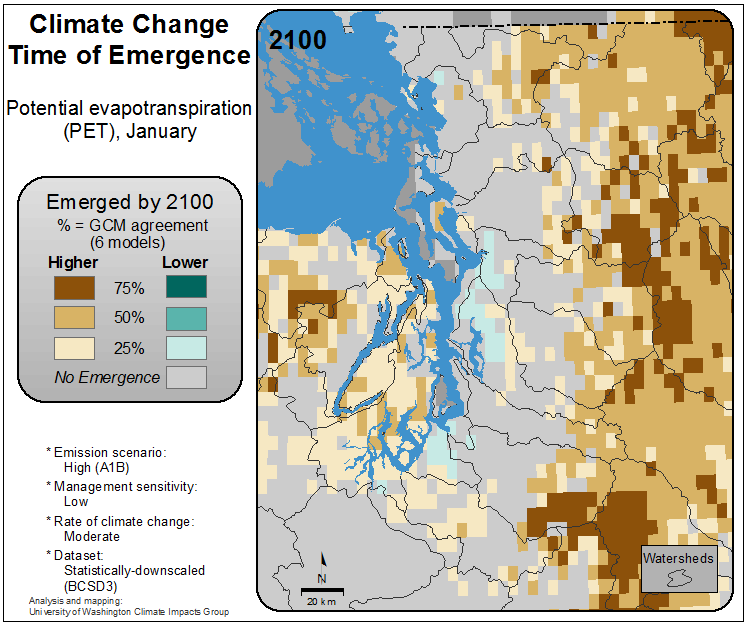 Climate Change
Time of Emergence
Potential evapotranspiration
(PET), January
Emerged by 2100
% = GCM agreement
(6 models)
Higher Lower
75%
50%
25%
No Emergence
* Emission scenario:
High (A1B)
* Management sensitivity:
Low
* Rate of climate change:
Moderate
* Dataset:
Statistically-downscaled
(BCSD3)
Analysis and mapping:
University of Washington Climate Impacts Group
2100
N
20 km
Watersheds